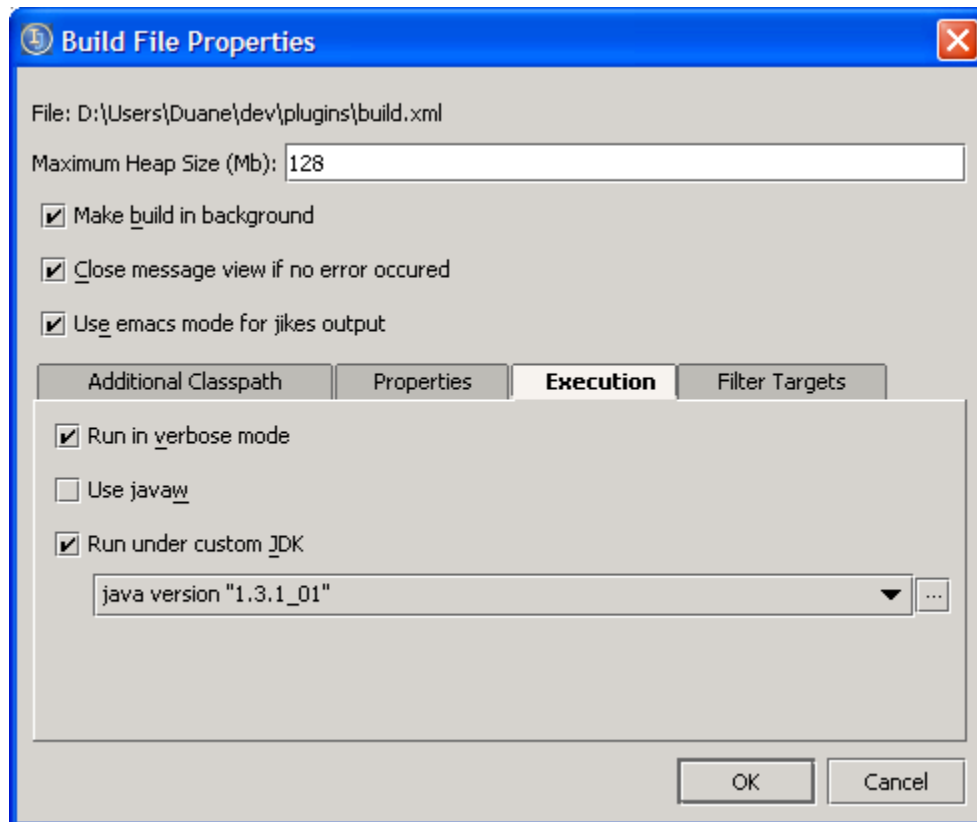 Build File Properties
File: D:\Users\Duane\dev\plugins\build.xml
Maximum Heap Size (Mb): 128
Make build in background
Close message view if no error occured
Use emacs mode for jikes output
Additional Classpath Properties Execution Filter Targets
Run in verbose mode
Use javaw
Run under custom JDK
java version "1.3.1_01" ...
OK Cancel